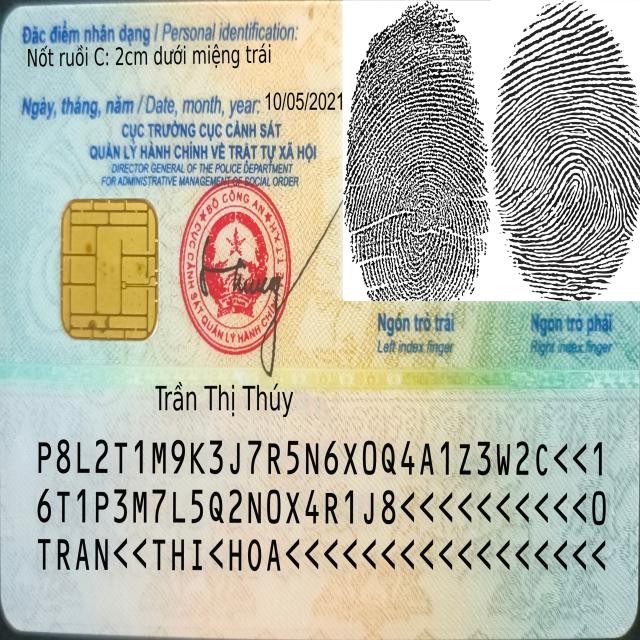 Đặc điểm nhân dạng / Personal identification:
Nốt ruồi C: 2cm dưới miệng trái
Ngày, tháng, năm / Date, month, year: 10/05/2021
CỤC TRƯỞNG CỤC CẢNH SÁT
QUẢN LÝ HÀNH CHÍNH VỀ TRẬT TỰ XÃ HỘI
DIRECTOR GENERAL OF THE POLICE DEPARTMENT
FOR ADMINISTRATIVE MANAGEMENT OF SOCIAL ORDER
BỘ CÔNG AN
CỤC CẢNH SÁT QUẢN LÝ HÀNH CHÍNH
Ngón trỏ trái
Left index finger
Ngón trỏ phải
Right index finger
Trần Thị Thúy
P8L2T1M9K3J7R5N6X0Q4A1Z3W2C<<1
6T1P3M7L5Q2N0X4R1J8<<<<<<<<<<0
TRAN<<THI<HOA<<<<<<<<<<<<<<<<<